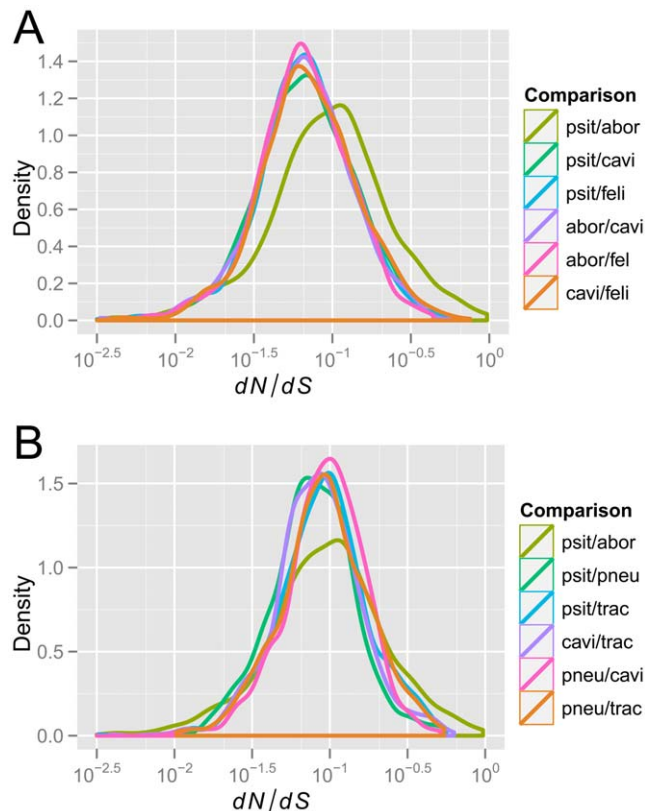 A
Density
1.4
1.2
1.0
0.8
0.6
0.4
0.2
0.0
10^-2.5 10^-2 10^-1.5 10^-1 10^-0.5 10^0
dN/dS
Comparison
psit/abor
psit/cavi
psit/feli
abor/cavi
abor/fel
cavi/feli
B
Density
1.5
1.0
0.5
0.0
10^-2.5 10^-2 10^-1.5 10^-1 10^-0.5 10^0
dN/dS
Comparison
psit/abor
psit/pneu
psit/trac
cavi/trac
pneu/cavi
pneu/trac